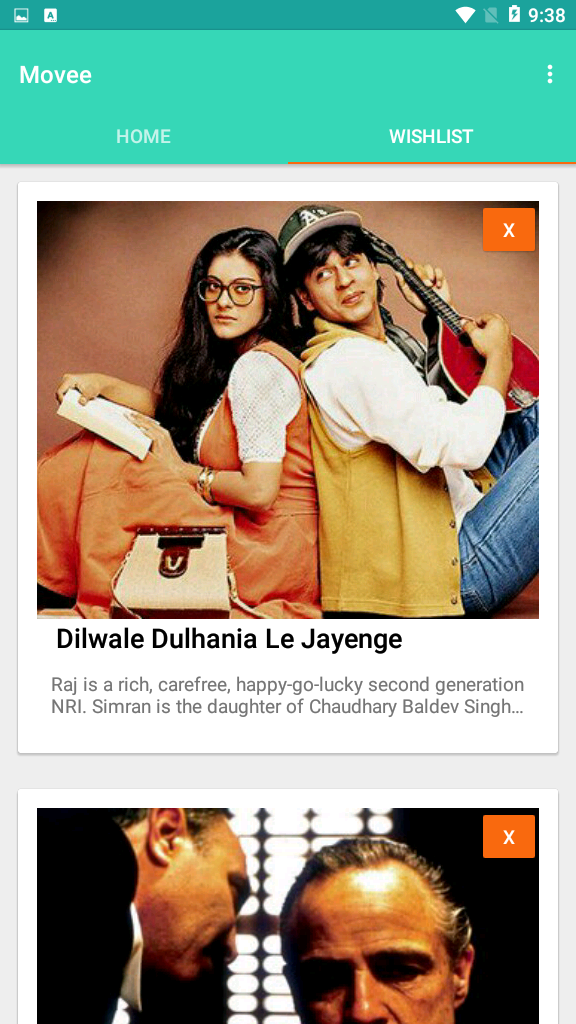 9:38
Movee
HOME
WISHLIST
X
Dilwale Dulhania Le Jayenge
Raj is a rich, carefree, happy-go-lucky second generation
NRI. Simran is the daughter of Chaudhary Baldev Singh…
X